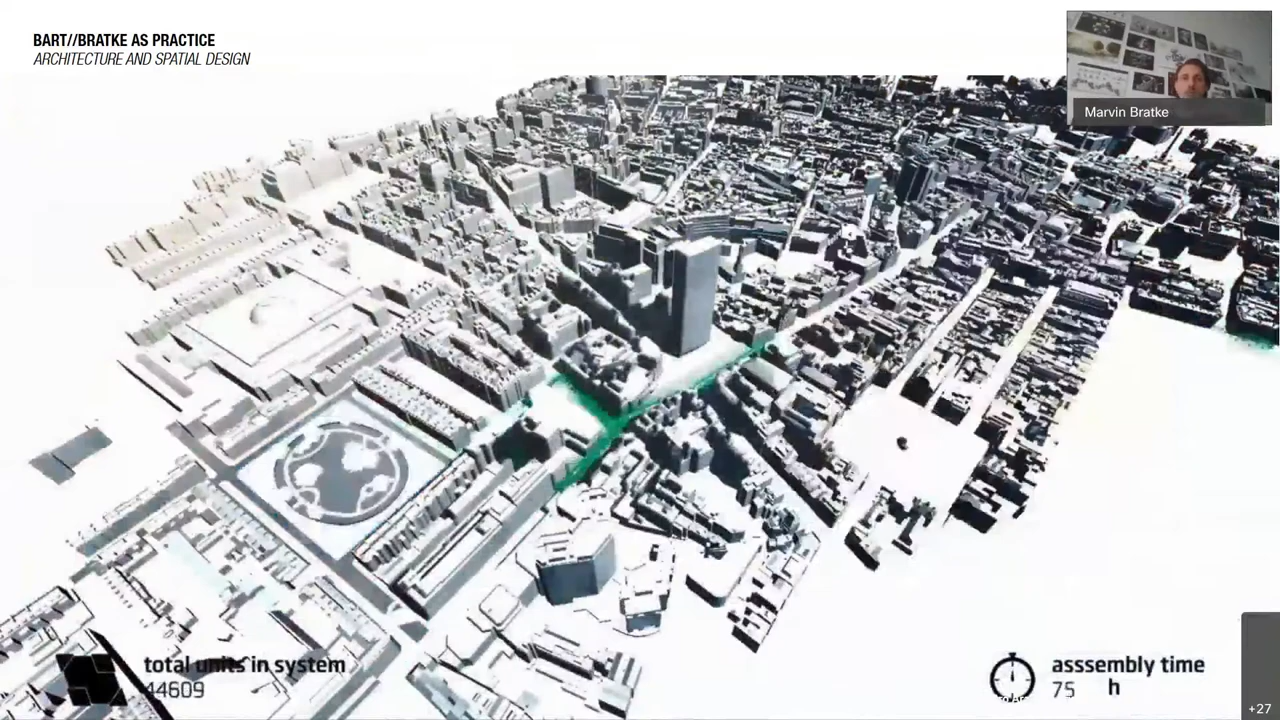 BART//BRATKE AS PRACTICE
ARCHITECTURE AND SPATIAL DESIGN
Marvin Bratke
total units in system
44609
asssembly time
75 h
+27